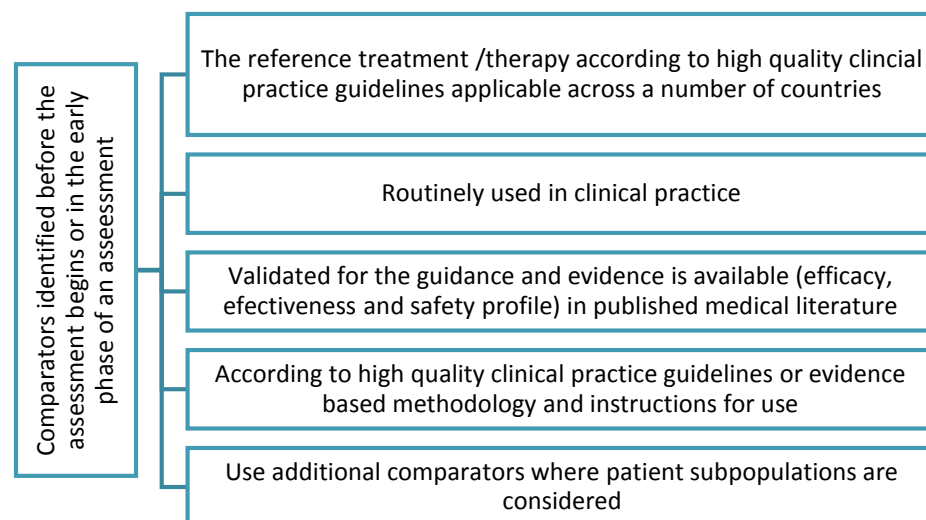 Comparators identified before the
assessment begins or in the early
phase of an asseessment
The reference treatment /therapy according to high quality clincial
practice guidelines applicable across a number of countries
Routinely used in clinical practice
Validated for the guidance and evidence is available (efficacy,
efectiveness and safety profile) in published medical literature
According to high quality clinical practice guidelines or evidence
based methodology and instructions for use
Use additional comparators where patient subpopulations are
considered